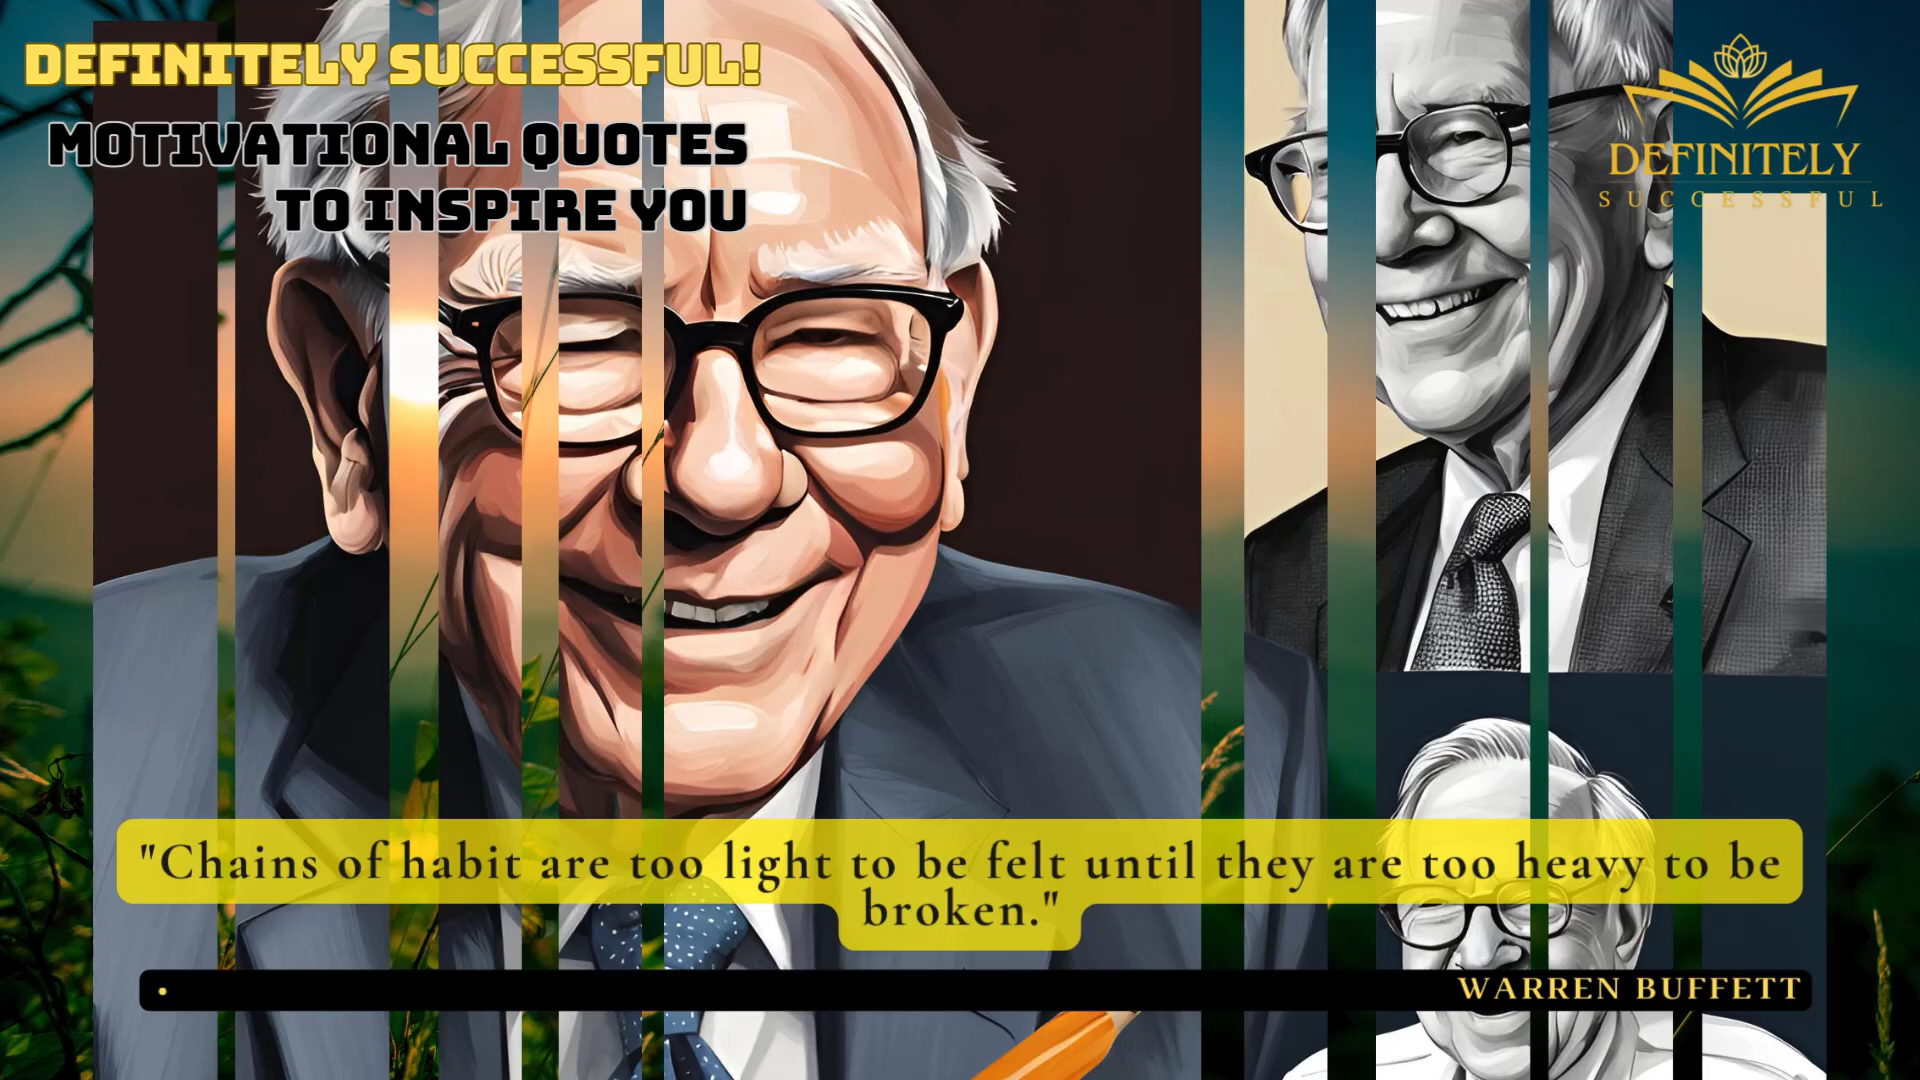 DEFINITELY SUCCESSFUL!
MOTIVATIONAL QUOTES
TO INSPIRE YOU
DEFINITELY
SUCCESSFUL
"Chains of habit are too light to be felt until they are too heavy to be
broken."
WARREN BUFFETT